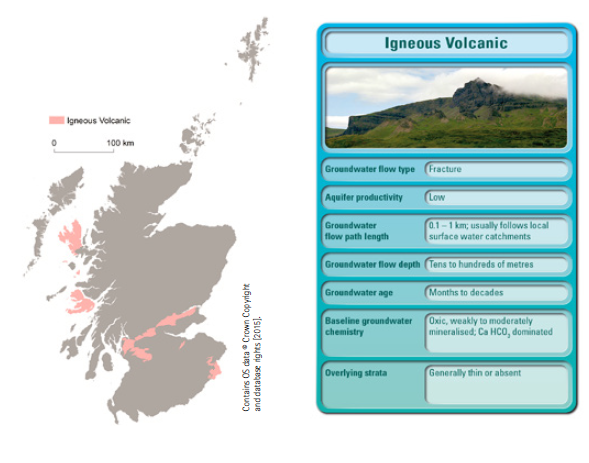 Igneous Volcanic
0 100 km
Contains OS data © Crown Copyright
and database rights [2015].
Igneous Volcanic
Groundwater flow type Fracture
Aquifer productivity Low
Groundwater
flow path length
0.1 – 1 km; usually follows local
surface water catchments
Groundwater flow depth Tens to hundreds of metres
Groundwater age Months to decades
Baseline groundwater
chemistry
Oxic, weakly to moderately
mineralised; Ca HCO₃ dominated
Overlying strata Generally thin or absent